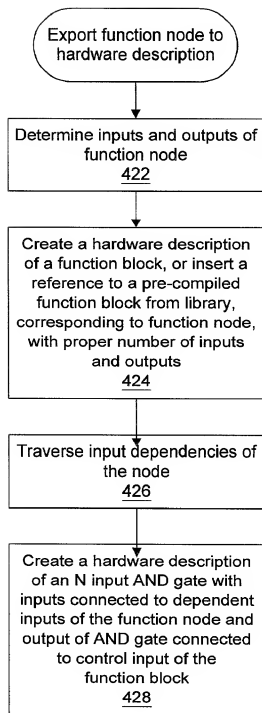 Export function node to
hardware description
Determine inputs and outputs of
function node
422
Create a hardware description
of a function block, or insert a
reference to a pre-compiled
function block from library,
corresponding to function node,
with proper number of inputs
and outputs
424
Traverse input dependencies of
the node
426
Create a hardware description
of an N input AND gate with
inputs connected to dependent
inputs of the function node and
output of AND gate connected
to control input of the
function block
428